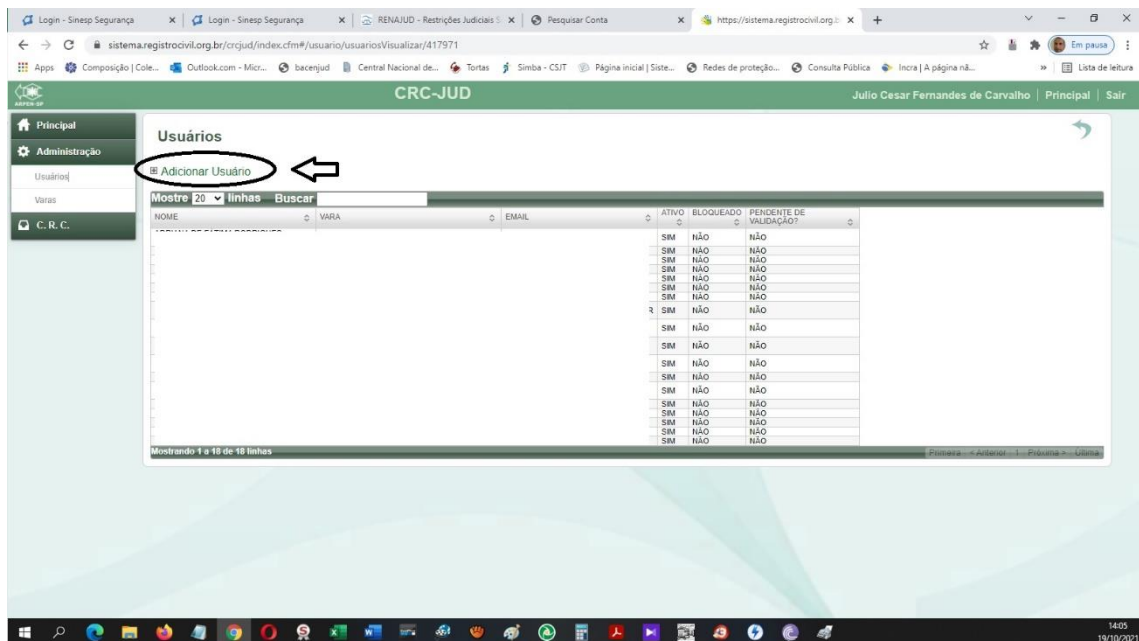 Login - Sinesp Segurança
Login - Sinesp Segurança
RENAJUD - Restrições Judiciais S
Pesquisar Conta
https://sistema.registrocivil.org.b
sistema.registrocivil.org.br/crcjud/index.cfm#/usuario/usuariosVisualizar/417971
Em pausa
Apps
Composição | Cole...
Outlook.com - Micr...
bacenjud
Central Nacional de...
Tortas
Simba - CSJT
Página inicial | Siste...
Redes de proteção...
Consulta Pública
Incra | A página nã...
»
Lista de leitura
ARPEN-SP
CRC-JUD
Julio Cesar Fernandes de Carvalho | Principal | Sair
Principal
Administração
Usuários
Varas
C. R. C.
Usuários
Adicionar Usuário
Mostre 20 linhas Buscar
NOME VARA EMAIL ATIVO BLOQUEADO PENDENTE DE VALIDAÇÃO?
SIM NÃO NÃO
SIM NÃO NÃO
SIM NÃO NÃO
SIM NÃO NÃO
SIM NÃO NÃO
SIM NÃO NÃO
SIM NÃO NÃO
R SIM NÃO NÃO
SIM NÃO NÃO
SIM NÃO NÃO
SIM NÃO NÃO
SIM NÃO NÃO
SIM NÃO NÃO
SIM NÃO NÃO
SIM NÃO NÃO
SIM NÃO NÃO
SIM NÃO NÃO
SIM NÃO NÃO
Mostrando 1 a 18 de 18 linhas
Primeira < Anterior 1 Próxima > Última
14:05
19/10/2021